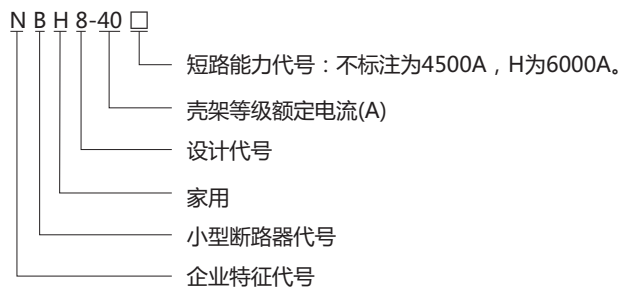 N B H 8-40 □
短路能力代号：不标注为4500A，H为6000A。
壳架等级额定电流(A)
设计代号
家用
小型断路器代号
企业特征代号